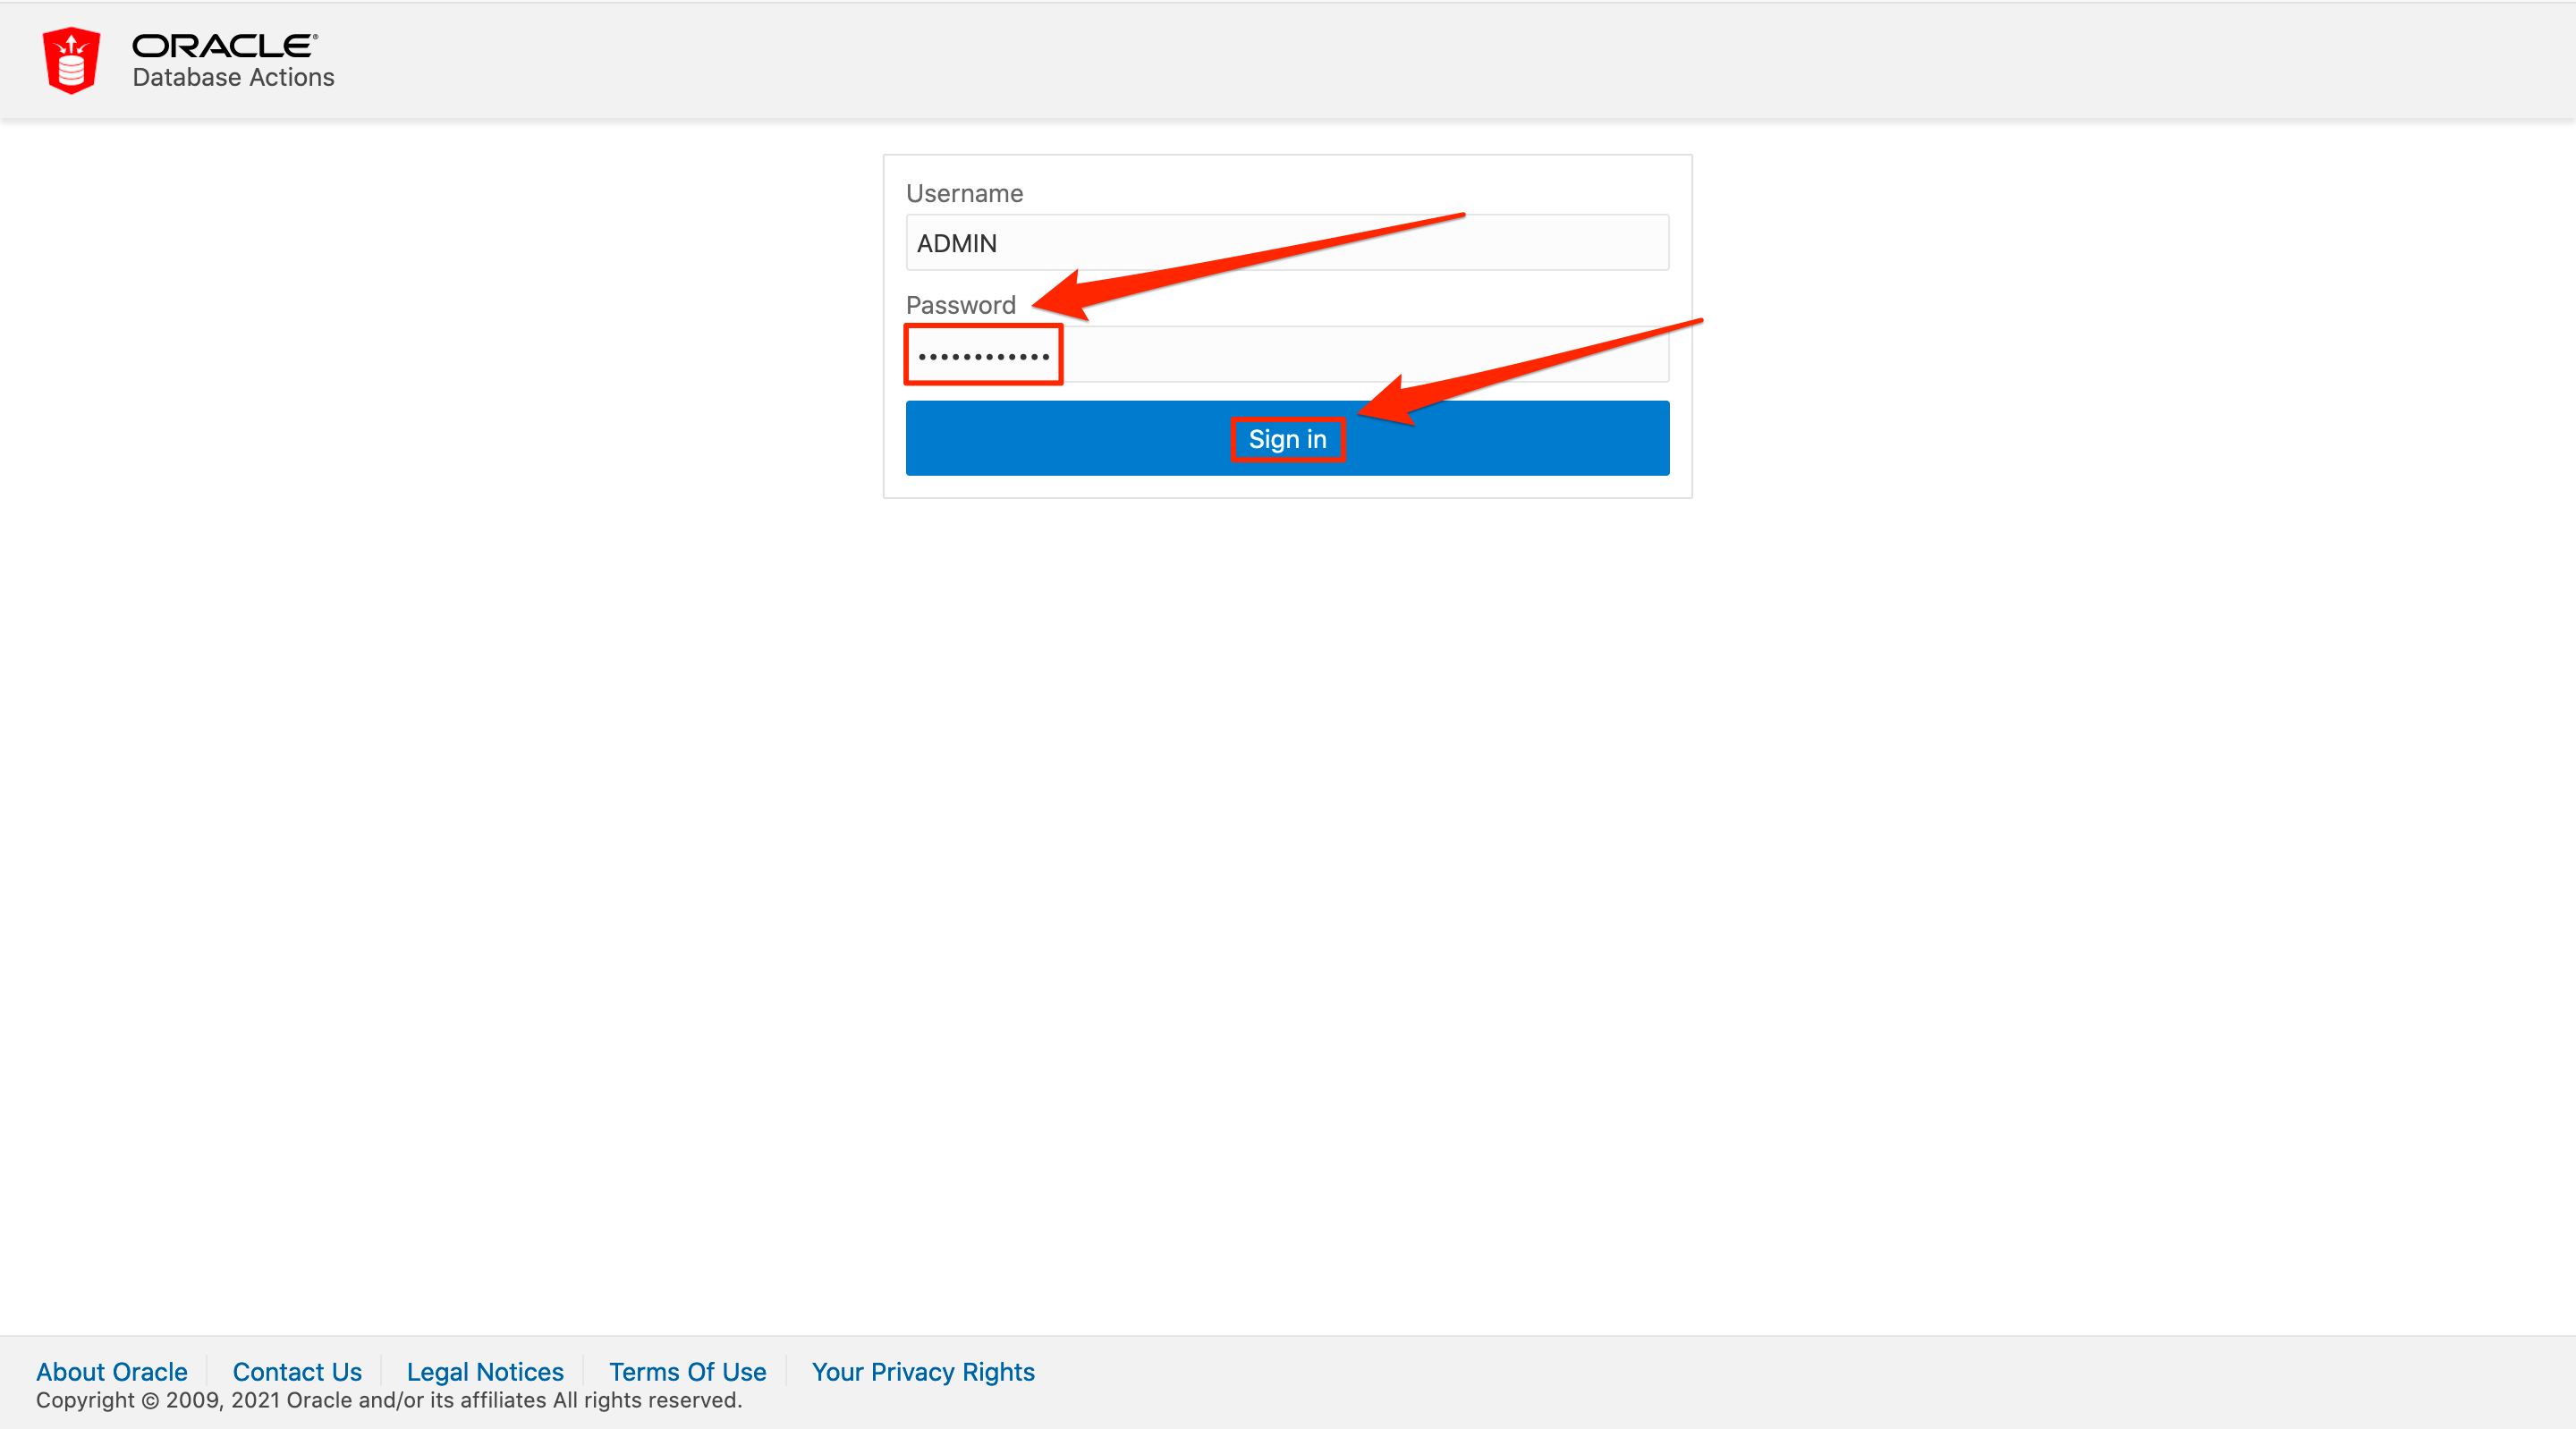 ORACLE®
Database Actions
Username
ADMIN
Password
••••••••••••
Sign in
About Oracle Contact Us Legal Notices Terms Of Use Your Privacy Rights
Copyright © 2009, 2021 Oracle and/or its affiliates All rights reserved.